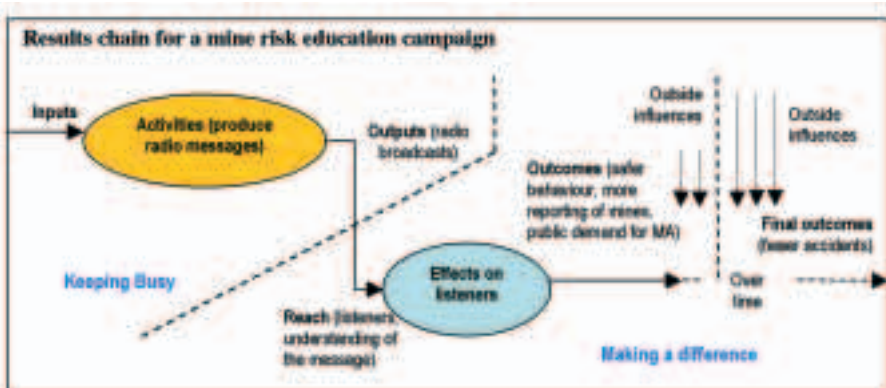 Results chain for a mine risk education campaign
Inputs
Activities (produce
radio messages)
Outputs (radio
broadcasts)
Outside
influences
Outside
influences
Outcomes (safer
behaviour, more
reporting of mines,
public demand for MA)
Final outcomes
(fewer accidents)
Keeping Busy
Effects on
listeners
Over
time
Reach (listeners
understanding of
the message)
Making a difference